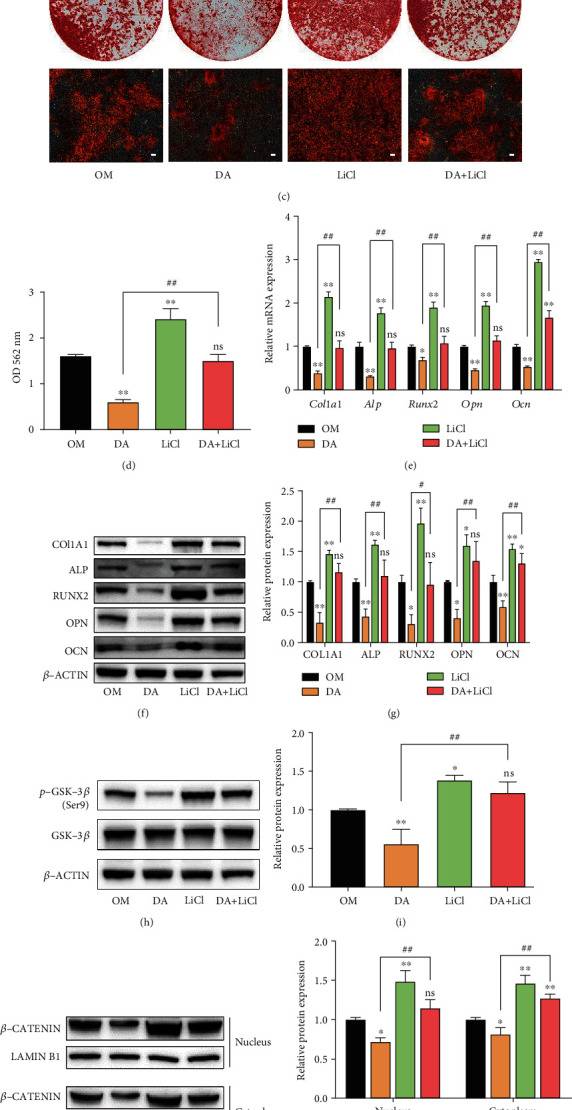 OM DA LiCl DA+LiCl
(c)
OD 562 nm
3
2
1
0
##
** ** ns
OM DA LiCl DA+LiCl
(d)
Relative mRNA expression
4
3
2
1
0
## ## ## ## ##
** ** ns
** ** ns
* ** ns
** ** ns
** ** **
Col1a1 Alp Runx2 Opn Ocn
OM LiCl
DA DA+LiCl
(e)
COl1A1
ALP
RUNX2
OPN
OCN
β–ACTIN
OM DA LiCl DA+LiCl
(f)
Relative protein expression
2.5
2.0
1.5
1.0
0.5
0.0
## ## # ## ##
** ** ns
** ** ns
* ** ns
* * ns
** ** *
COL1A1 ALP RUNX2 OPN OCN
OM LiCl
DA DA+LiCl
(g)
p–GSK–3β
(Ser9)
GSK–3β
β–ACTIN
OM DA LiCl DA+LiCl
(h)
Relative protein expression
2.0
1.5
1.0
0.5
0.0
##
** * ns
OM DA LiCl DA+LiCl
(i)
β–CATENIN
LAMIN B1
Nucleus
β–CATENIN
Relative protein expression
2.0
1.5
1.0
0.5
0.0
## ##
* ** ns
* ** **